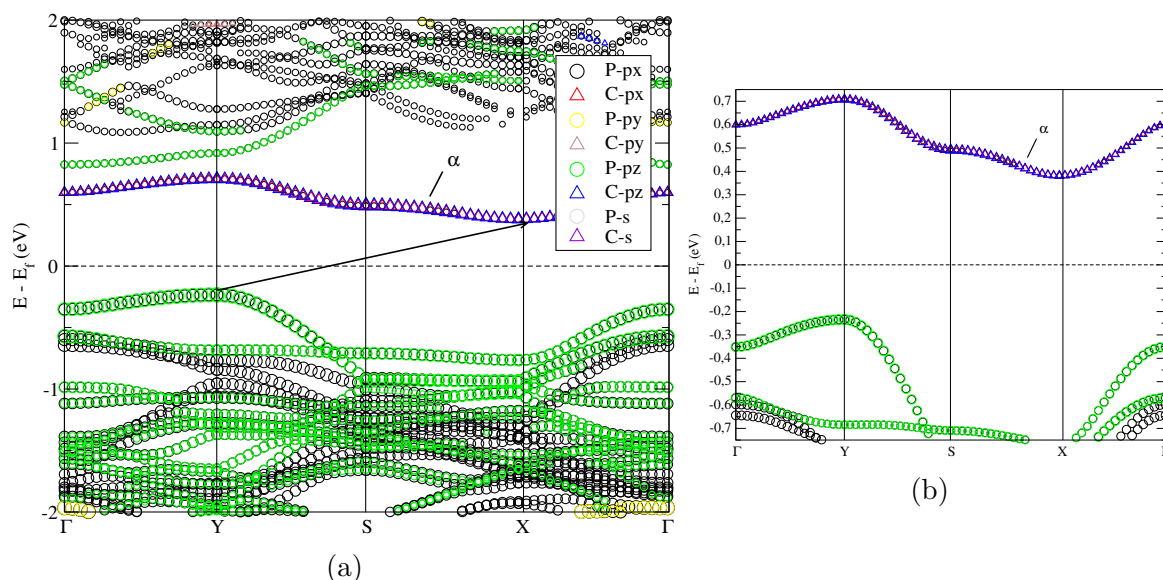 2
1
0
-1
-2
E - E_f (eV)
Γ
Y
S
X
Γ
α
P-px
C-px
P-py
C-py
P-pz
C-pz
P-s
C-s
(a)
0,7
0,6
0,5
0,4
0,3
0,2
0,1
0
-0,1
-0,2
-0,3
-0,4
-0,5
-0,6
-0,7
E - E_f (eV)
Γ
Y
S
X
α
(b)